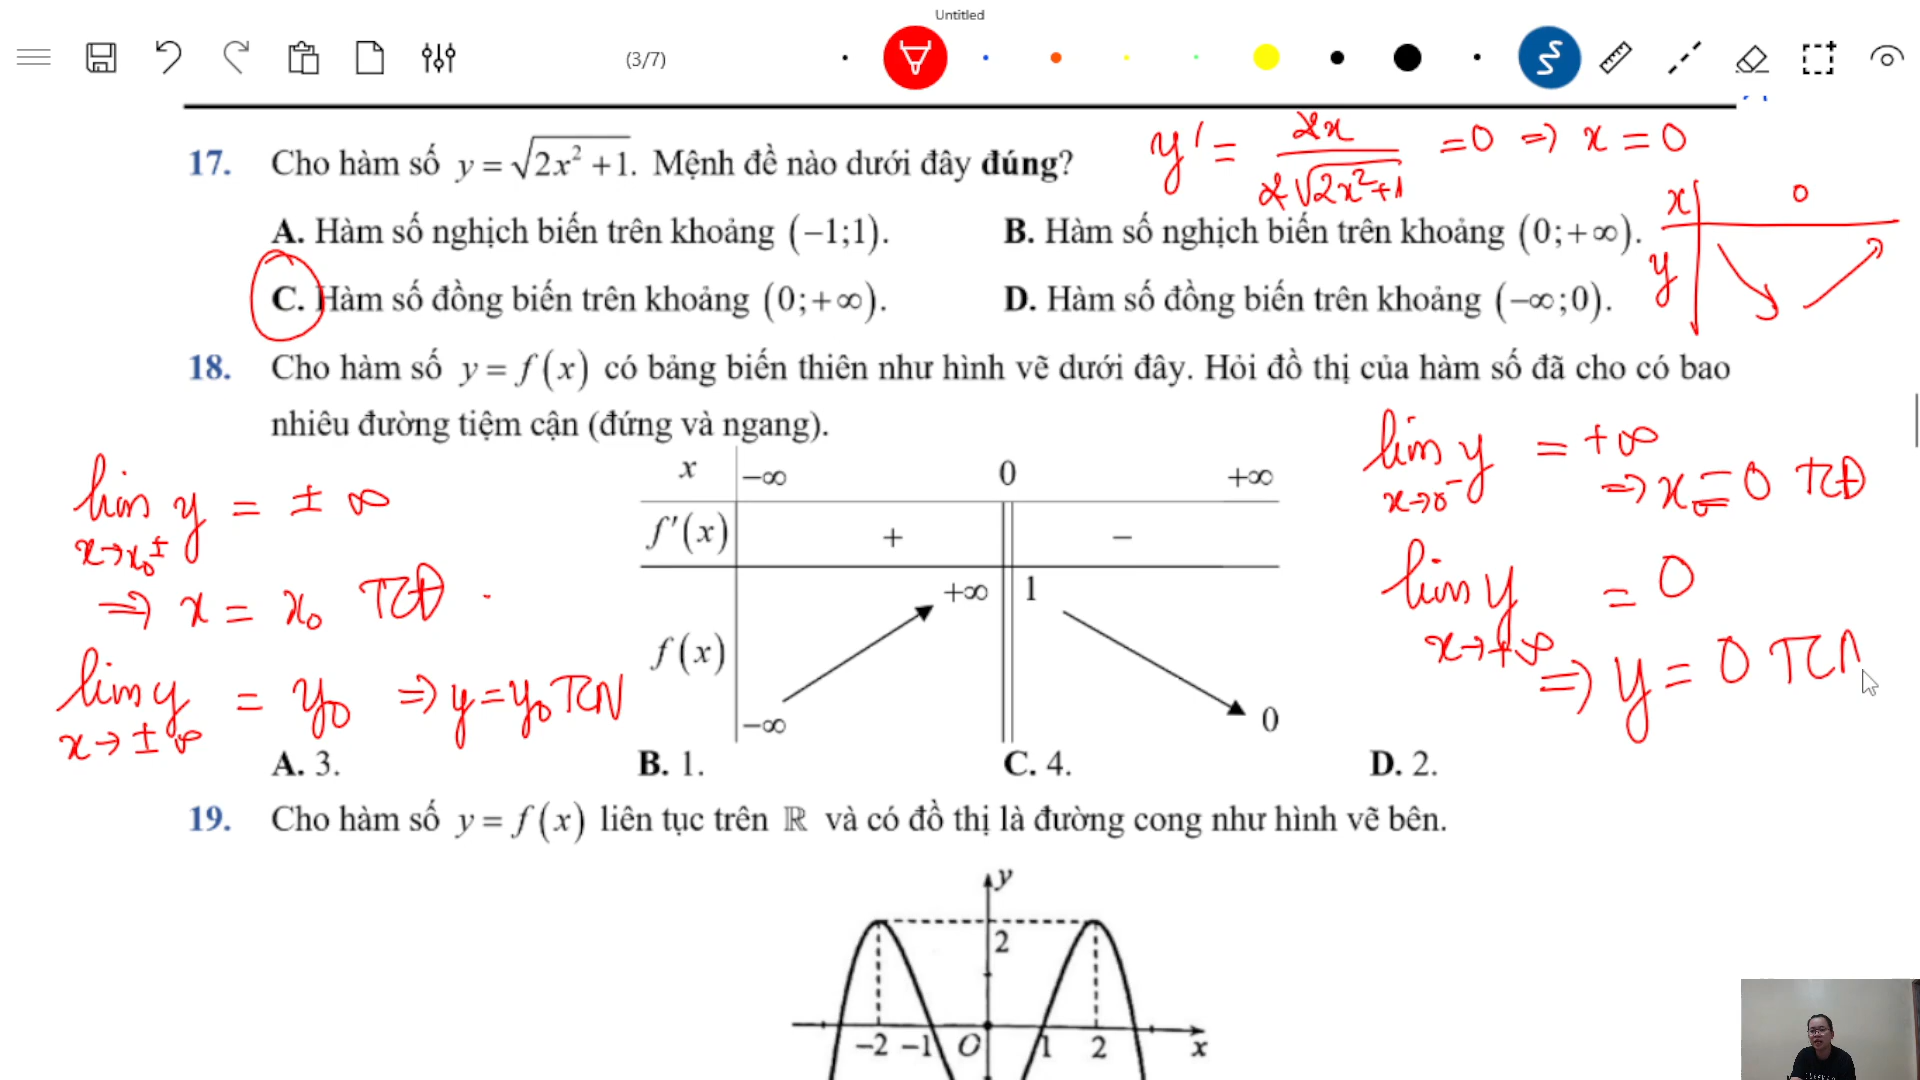 Untitled
(3/7)
17. Cho hàm số y = √(2x² + 1). Mệnh đề nào dưới đây đúng?
y' = 2x / 2√(2x²+1) = 0 ⇒ x = 0
A. Hàm số nghịch biến trên khoảng (−1;1).
B. Hàm số nghịch biến trên khoảng (0;+∞).
C. Hàm số đồng biến trên khoảng (0;+∞).
D. Hàm số đồng biến trên khoảng (−∞;0).
x 0
y
18. Cho hàm số y = f(x) có bảng biến thiên như hình vẽ dưới đây. Hỏi đồ thị của hàm số đã cho có bao
nhiêu đường tiệm cận (đứng và ngang).
lim y = ± ∞
x→x₀±
⇒ x = x₀ TCĐ
lim y = y₀ ⇒ y = y₀ TCN
x→ ± ∞
x −∞ 0 +∞
f'(x) + −
f(x) −∞ +∞ 1 0
lim y = +∞
x→0⁻ ⇒ x = 0 TCĐ
lim y = 0
x→+∞
⇒ y = 0 TCN
A. 3.
B. 1.
C. 4.
D. 2.
19. Cho hàm số y = f(x) liên tục trên ℝ và có đồ thị là đường cong như hình vẽ bên.
y
2
−2 −1 O 1 2 x